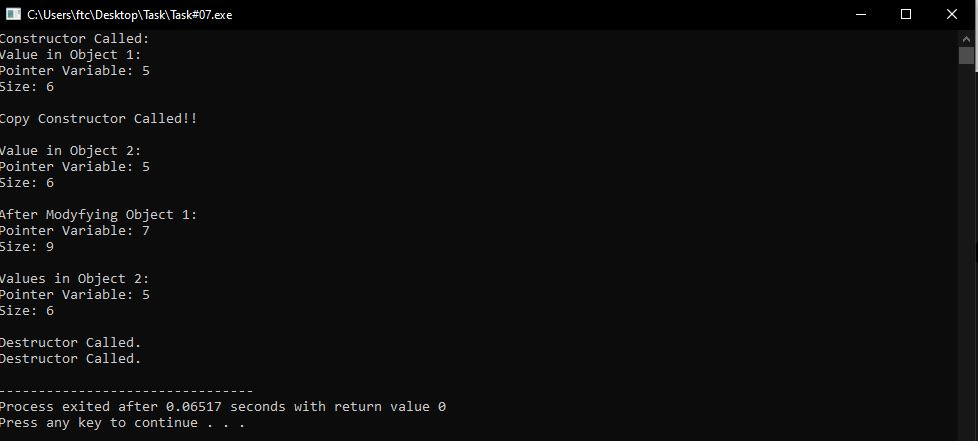 C:\Users\ftc\Desktop\Task\Task#07.exe
Constructor Called:
Value in Object 1:
Pointer Variable: 5
Size: 6
Copy Constructor Called!!
Value in Object 2:
Pointer Variable: 5
Size: 6
After Modyfying Object 1:
Pointer Variable: 7
Size: 9
Values in Object 2:
Pointer Variable: 5
Size: 6
Destructor Called.
Destructor Called.
--------------------------------
Process exited after 0.06517 seconds with return value 0
Press any key to continue . . .